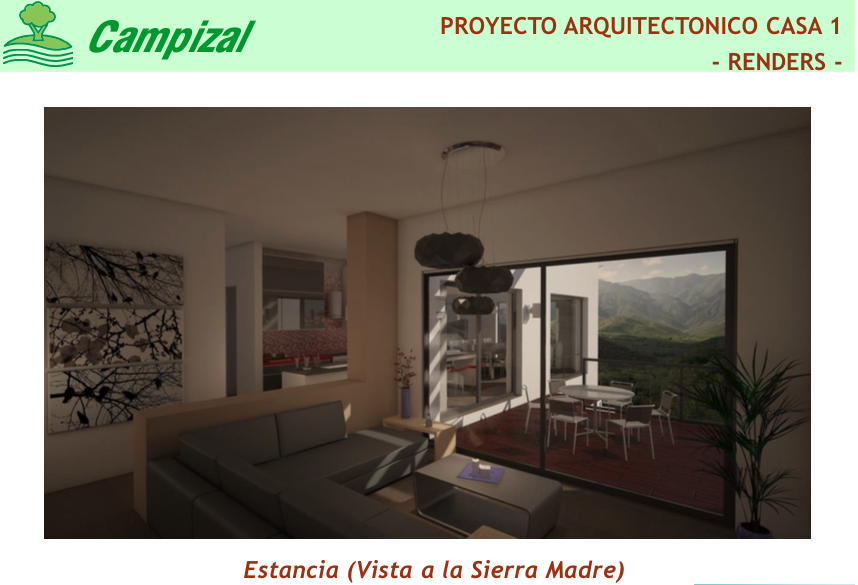 Campizal
PROYECTO ARQUITECTONICO CASA 1
- RENDERS -
Estancia (Vista a la Sierra Madre)